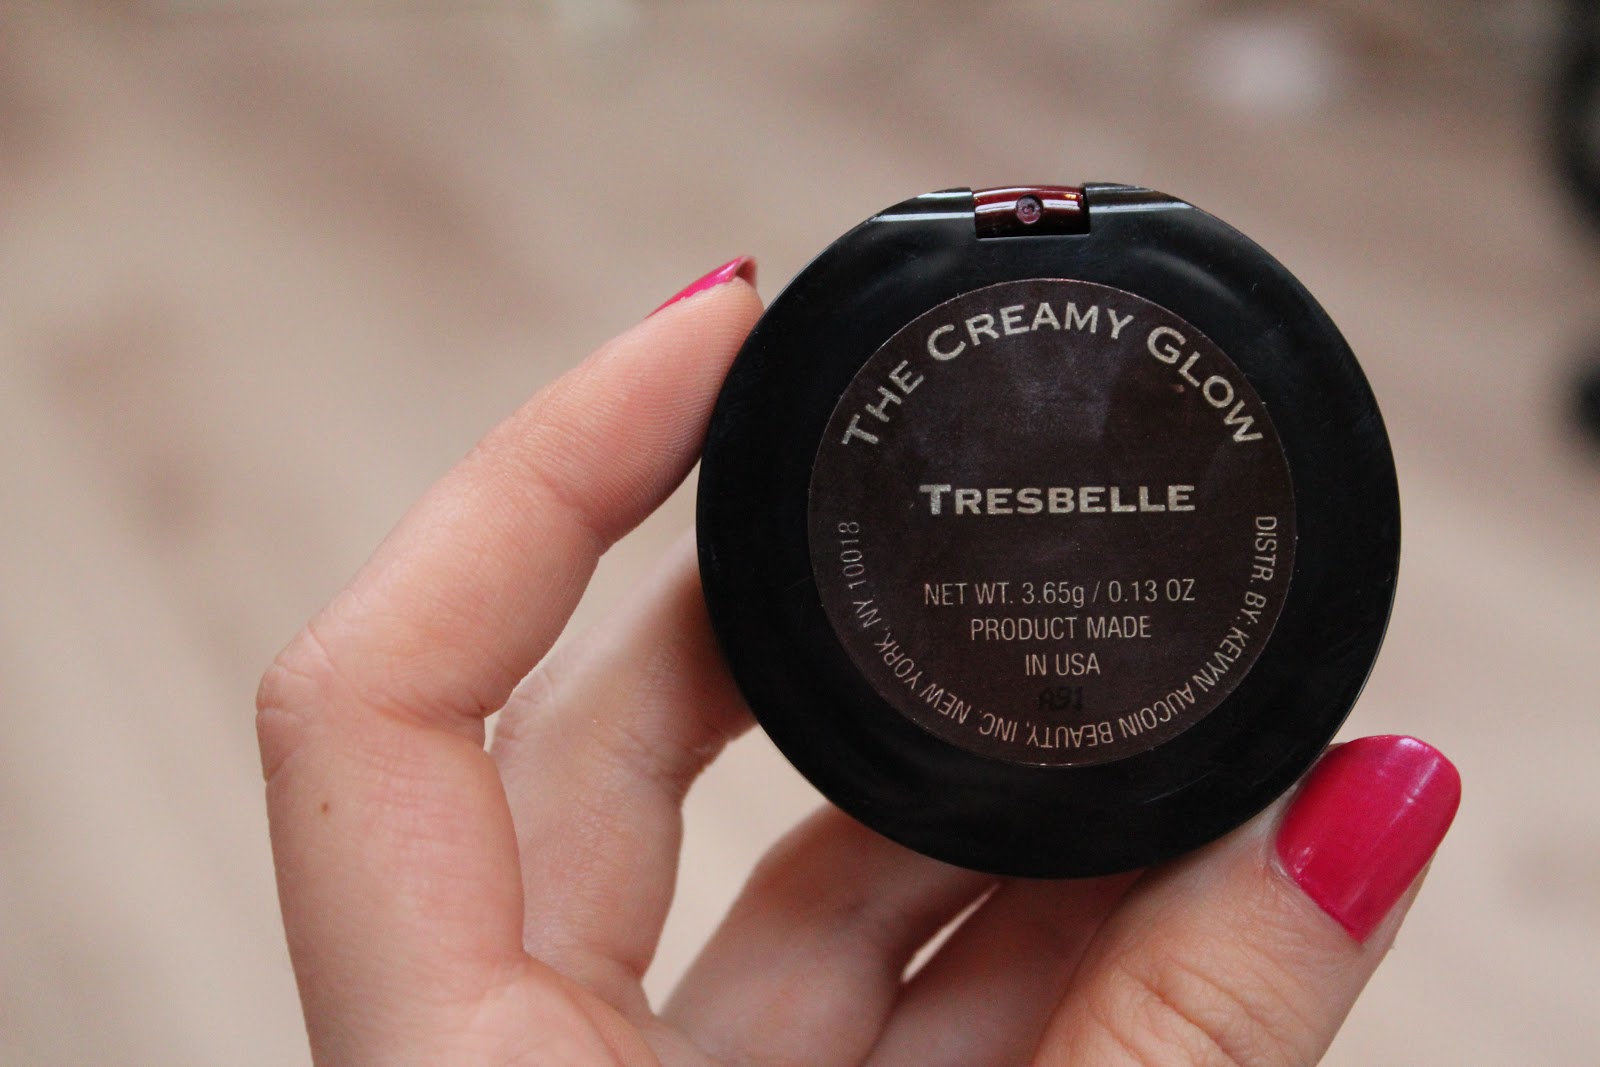 THE CREAMY GLOW
TRESBELLE
NET WT. 3.65g / 0.13 OZ
PRODUCT MADE
IN USA
A91
DISTR. BY: KEVYN AUCOIN BEAUTY, INC. NEW YORK, NY 10018